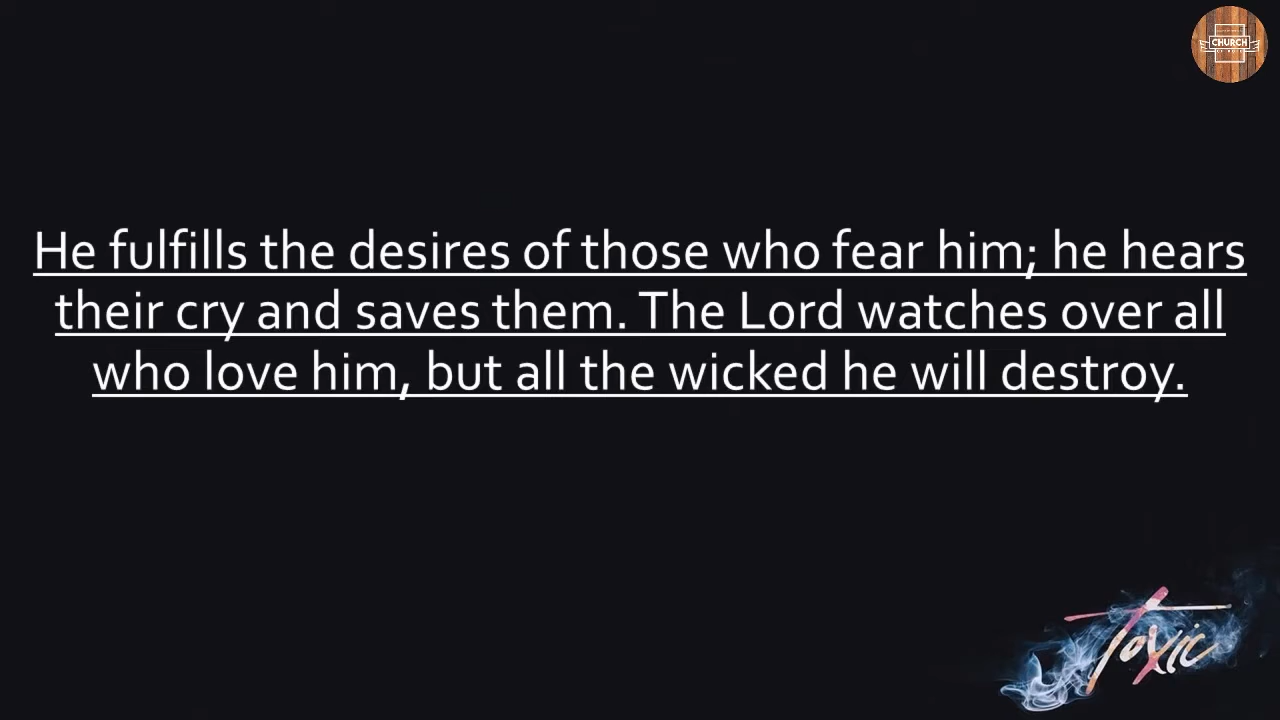 CHURCH
He fulfills the desires of those who fear him; he hears
their cry and saves them. The Lord watches over all
who love him, but all the wicked he will destroy.
Toxic